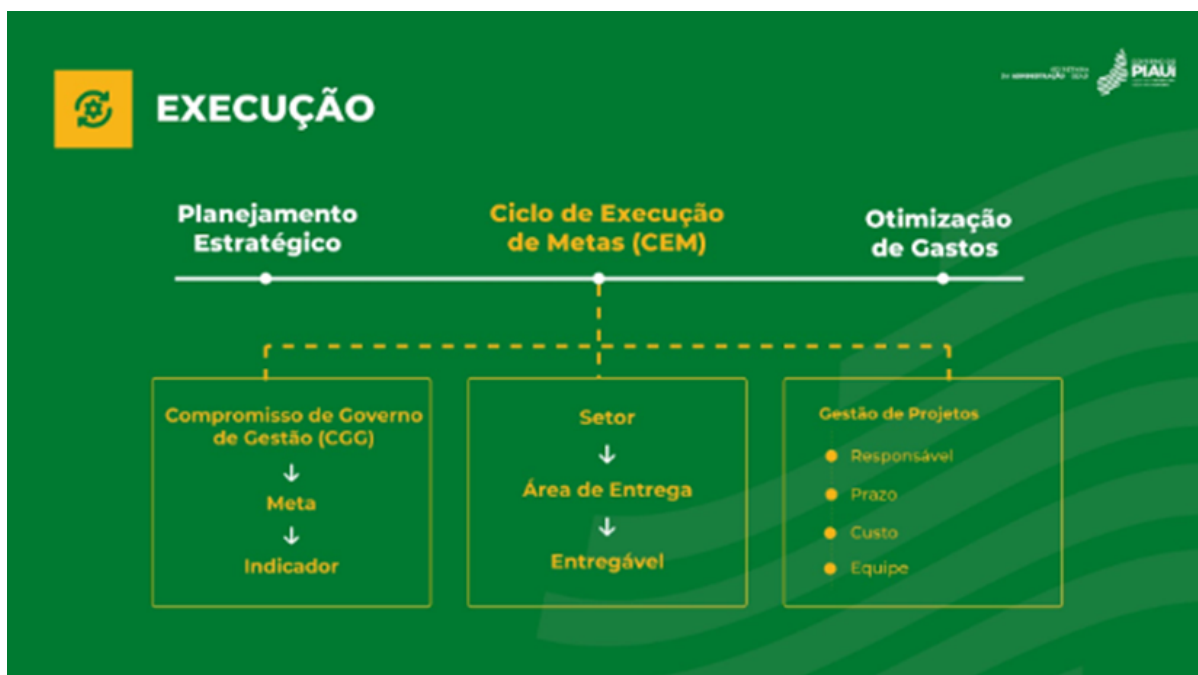 PIAUÍ
EXECUÇÃO
Planejamento
Estratégico
Ciclo de Execução
de Metas (CEM)
Otimização
de Gastos
Compromisso de Governo
de Gestão (CGG)
↓
Meta
↓
Indicador
Setor
↓
Área de Entrega
↓
Entregável
Gestão de Projetos
Responsável
Prazo
Custo
Equipe